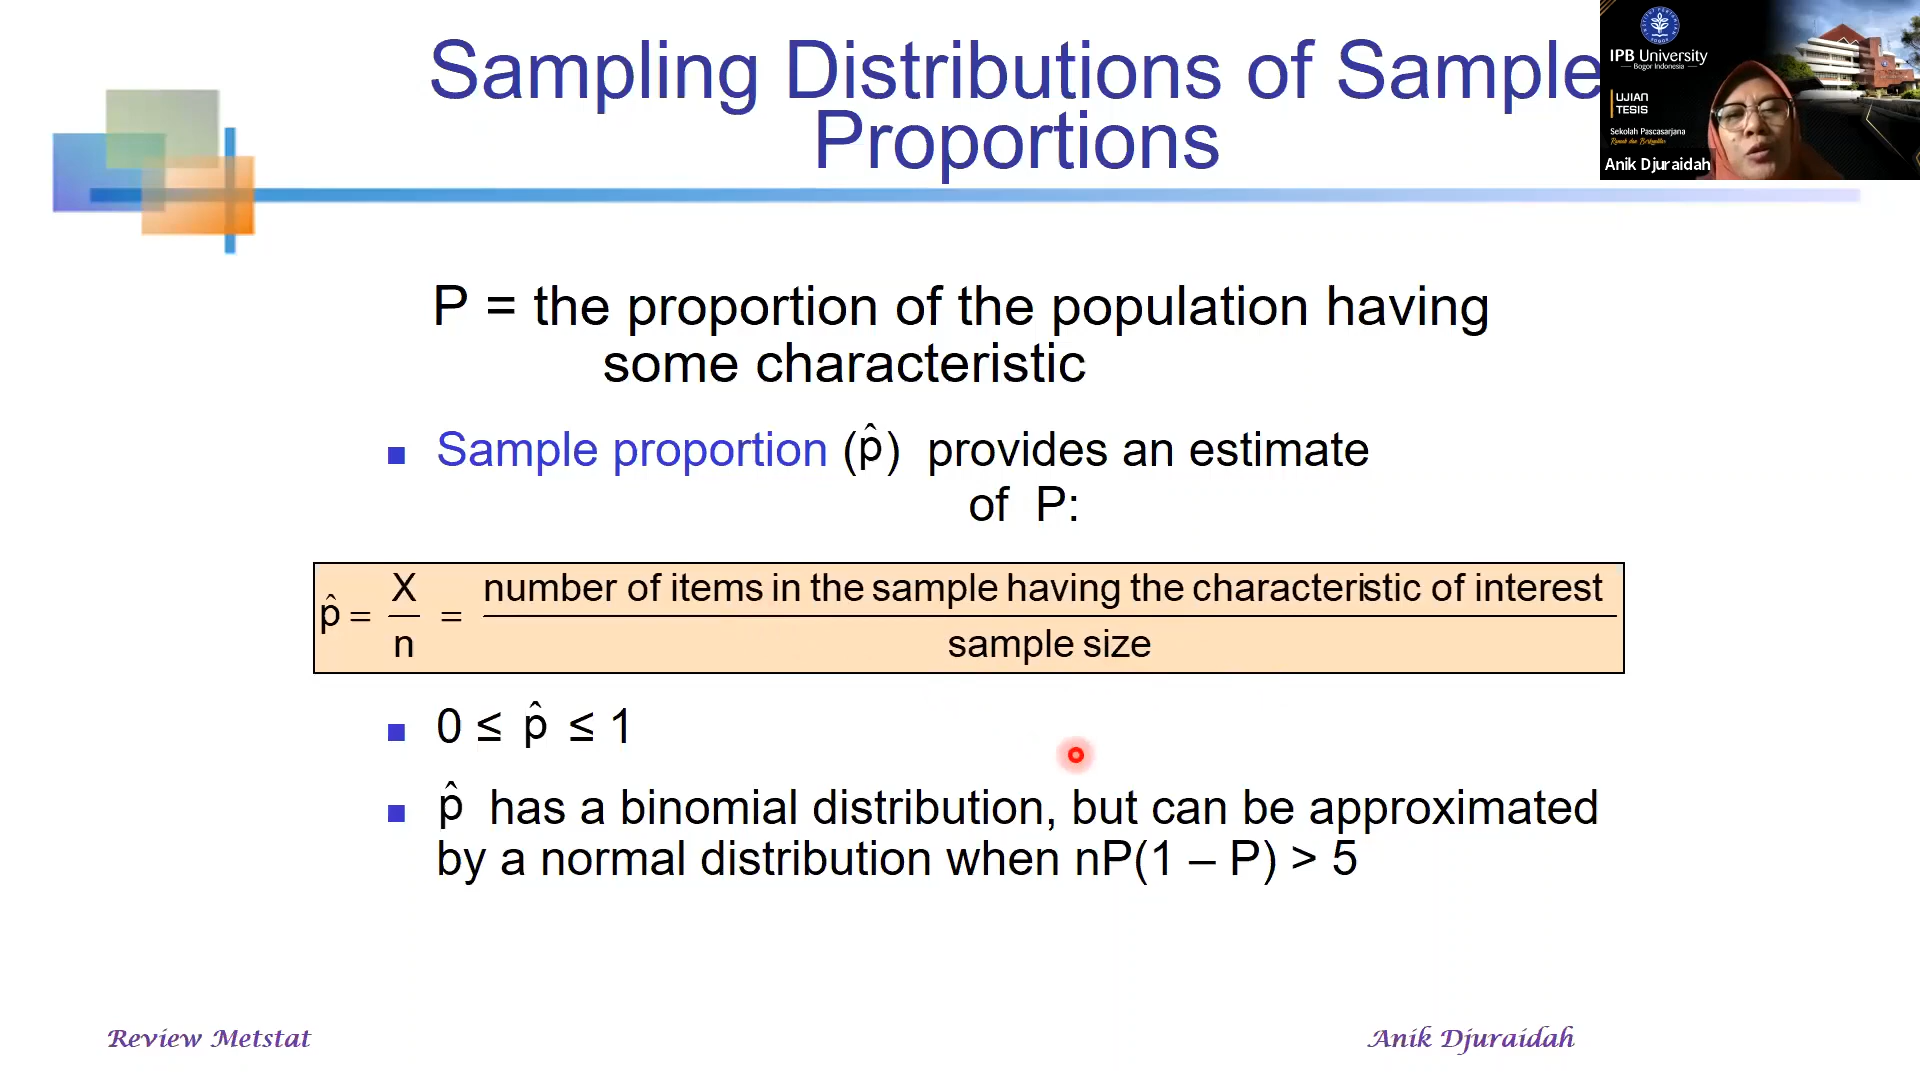 Sampling Distributions of Sample
Proportions
IPB University
Bogor Indonesia
UJIAN
TESIS
Sekolah Pascasarjana
Anik Djuraidah
P = the proportion of the population having
some characteristic
Sample proportion (p̂) provides an estimate
of P:
p̂ = X/n = number of items in the sample having the characteristic of interest / sample size
0 ≤ p̂ ≤ 1
p̂ has a binomial distribution, but can be approximated
by a normal distribution when nP(1 – P) > 5
Review Metstat
Anik Djuraidah